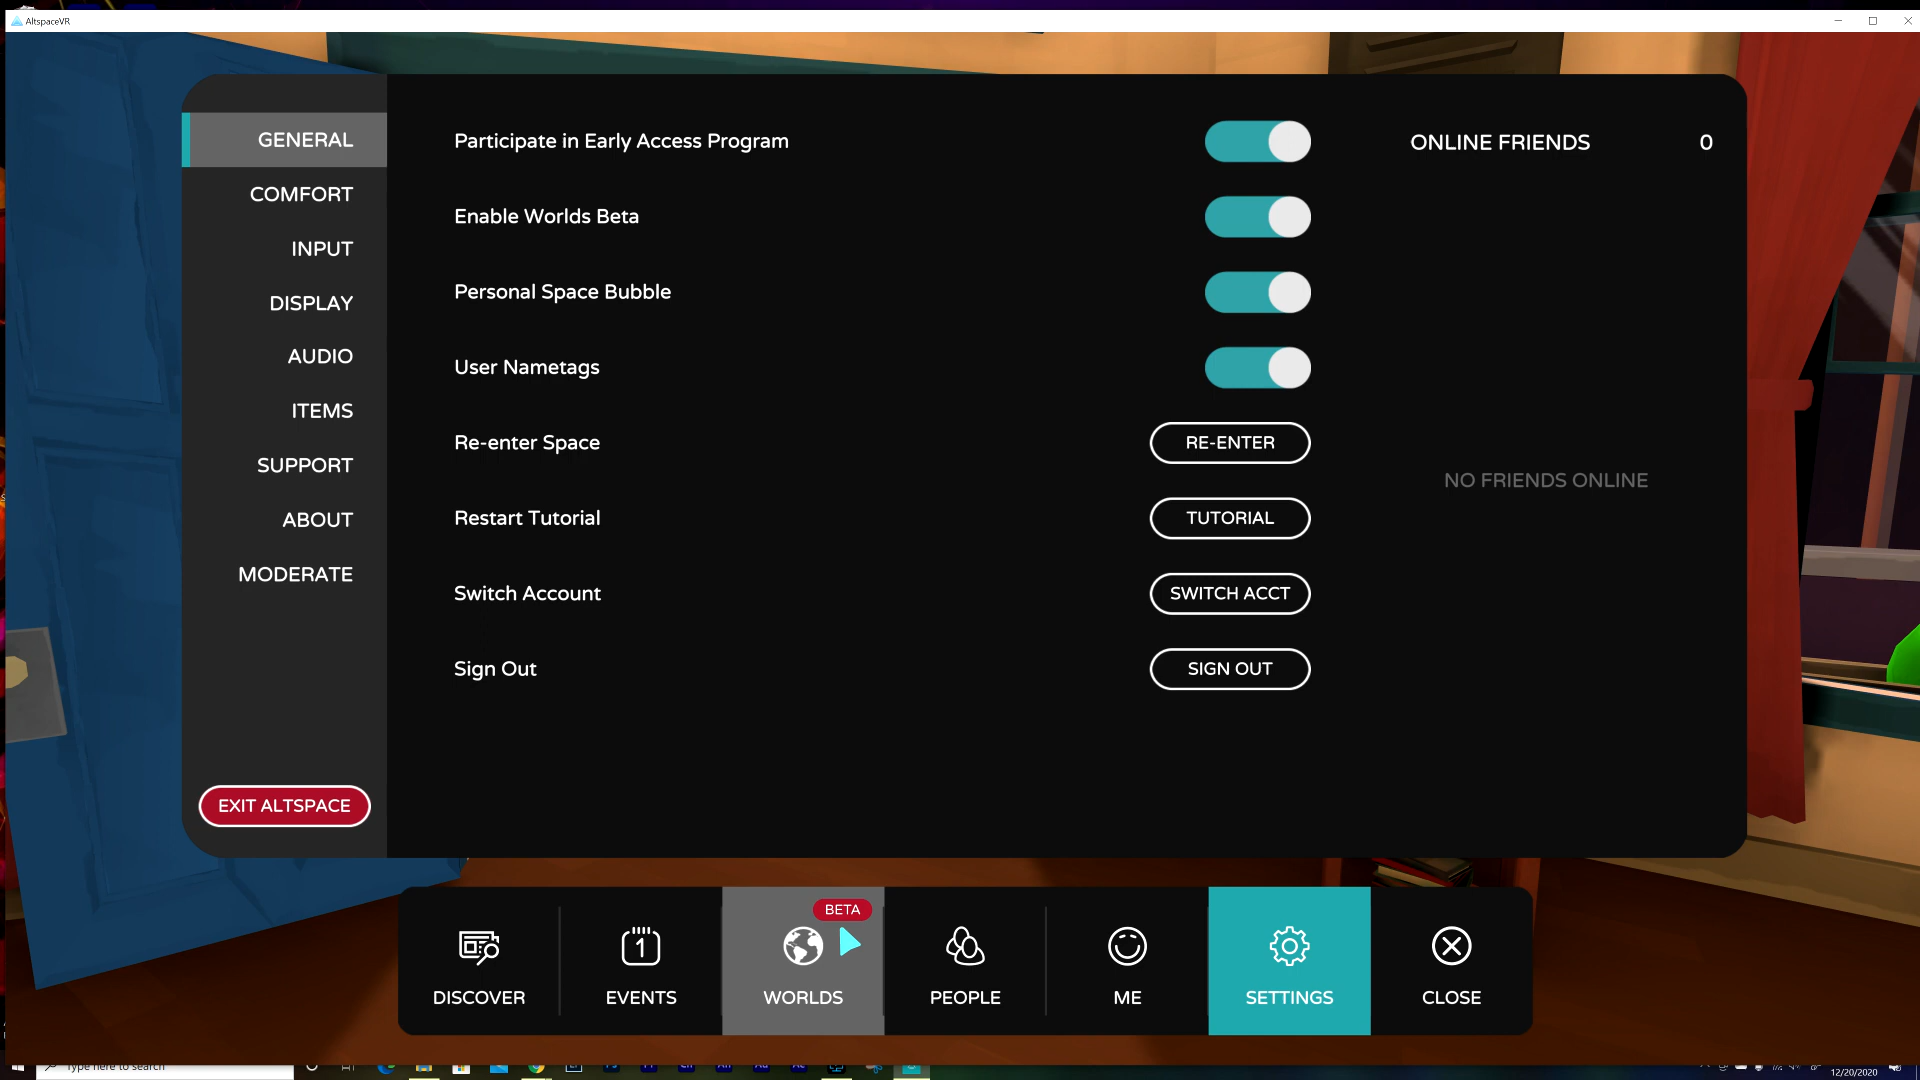 AltspaceVR
GENERAL
COMFORT
INPUT
DISPLAY
AUDIO
ITEMS
SUPPORT
ABOUT
MODERATE
EXIT ALTSPACE
Participate in Early Access Program
Enable Worlds Beta
Personal Space Bubble
User Nametags
Re-enter Space
RE-ENTER
Restart Tutorial
TUTORIAL
Switch Account
SWITCH ACCT
Sign Out
SIGN OUT
ONLINE FRIENDS 0
NO FRIENDS ONLINE
BETA
1
DISCOVER
EVENTS
WORLDS
PEOPLE
ME
SETTINGS
CLOSE
Type here to search
12/20/2020